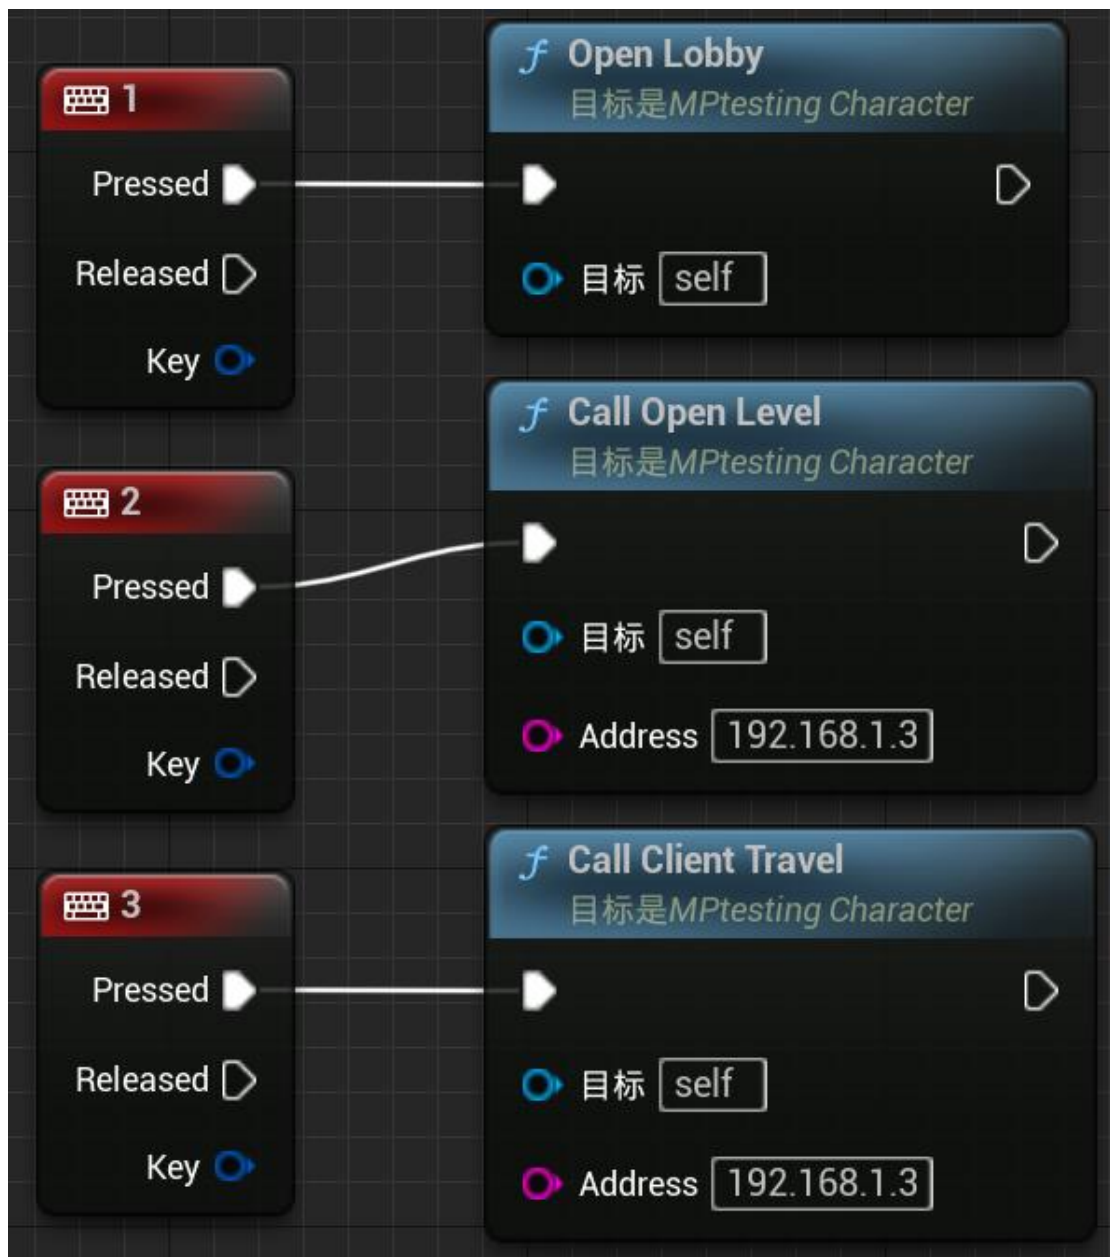 1
Pressed
Released
Key
Open Lobby
目标是MPtesting Character
目标 self
2
Pressed
Released
Key
Call Open Level
目标是MPtesting Character
目标 self
Address 192.168.1.3
3
Pressed
Released
Key
Call Client Travel
目标是MPtesting Character
目标 self
Address 192.168.1.3